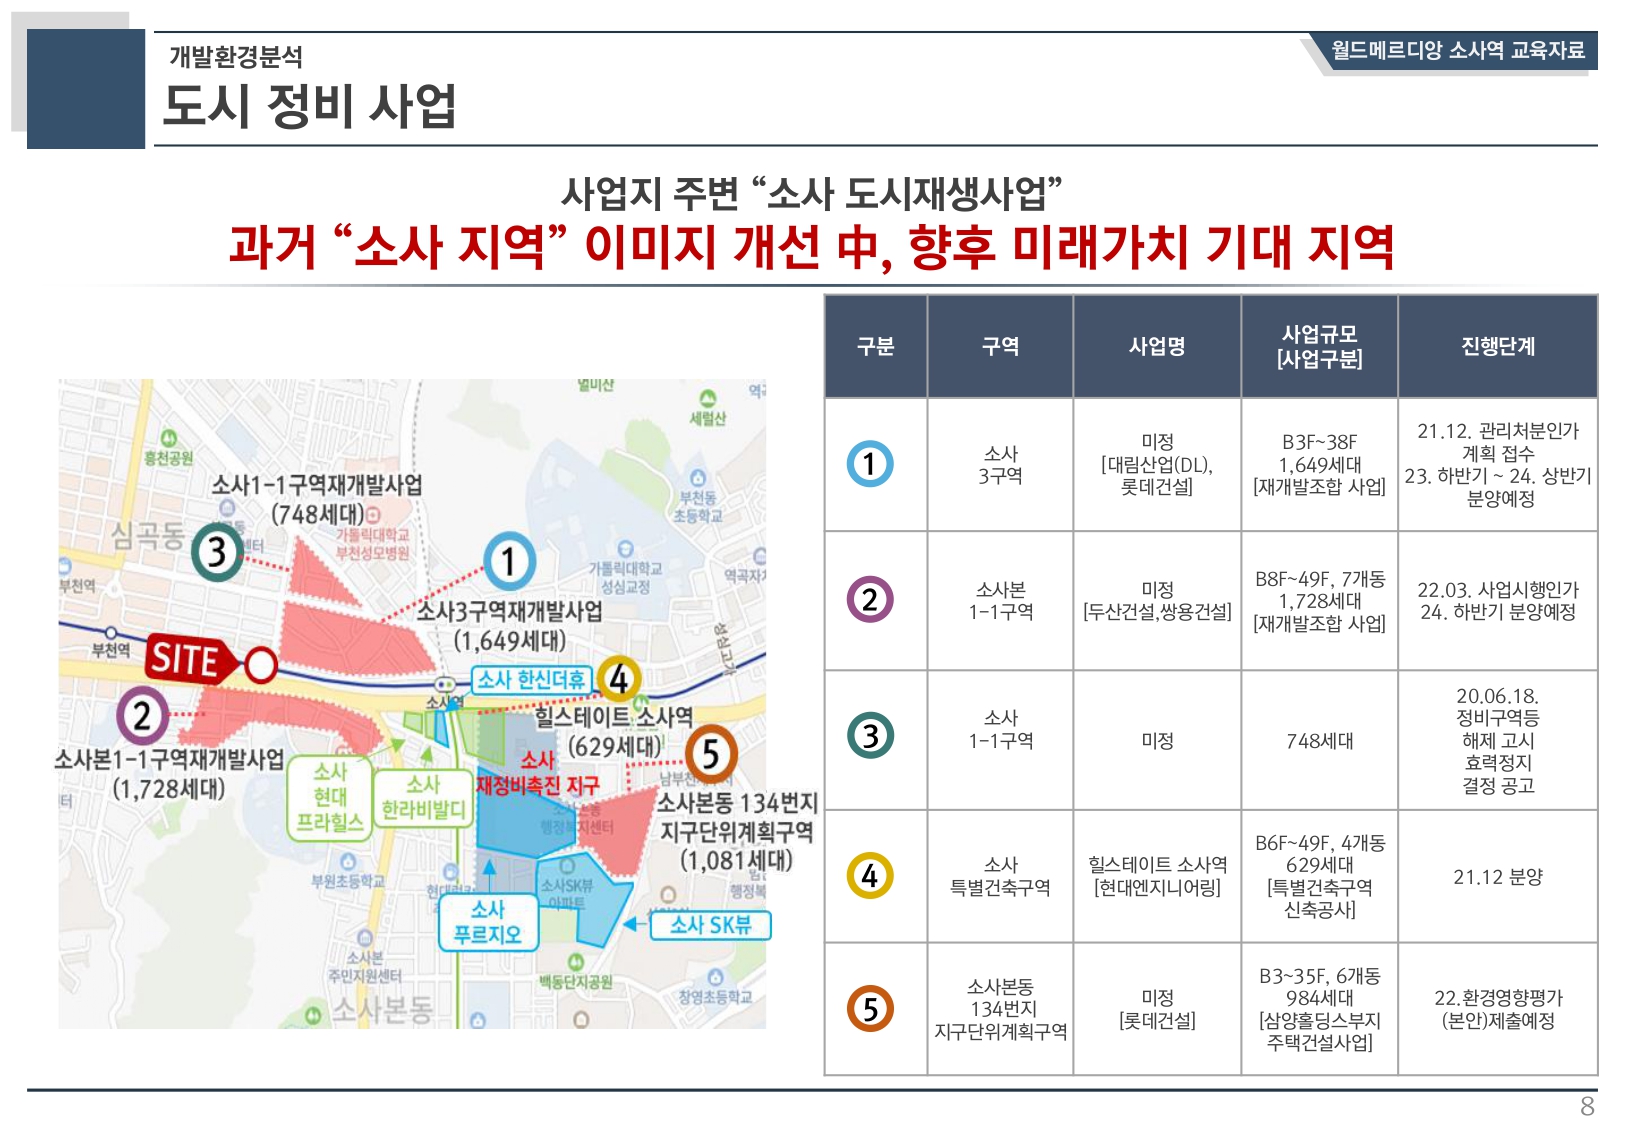 개발환경분석
도시 정비 사업
월드메르디앙 소사역 교육자료
사업지 주변 “소사 도시재생사업”
과거 “소사 지역” 이미지 개선 中, 향후 미래가치 기대 지역
멀미산
세럴산
흥천공원
소사1-1구역재개발사업
(748세대)
심곡동
3
가톨릭대학교
부천성모병원
1
부천동
초등학교
가톨릭대학교
성심교정
부천역
소사3구역재개발사업
(1,649세대)
성심고가
부천역
SITE
소사 한신더휴
4
소사역
2
힐스테이트 소사역
(629세대)
5
소사본1-1구역재개발사업
(1,728세대)
소사
현대
프라힐스
소사
한라비발디
소사
재정비촉진 지구
소사본동 134번지
지구단위계획구역
(1,081세대)
부원초등학교
소사SK뷰
아파트
행정복
소사
푸르지오
소사 SK뷰
소사본
주민지원센터
백동단지공원
창영초등학교
소사본동
구분
구역
사업명
사업규모
[사업구분]
진행단계
1
소사
3구역
미정
[대림산업(DL),
롯데건설]
B3F~38F
1,649세대
[재개발조합 사업]
21.12. 관리처분인가
계획 접수
23. 하반기 ~ 24. 상반기
분양예정
2
소사본
1-1구역
미정
[두산건설,쌍용건설]
B8F~49F, 7개동
1,728세대
[재개발조합 사업]
22.03. 사업시행인가
24. 하반기 분양예정
3
소사
1-1구역
미정
748세대
20.06.18.
정비구역등
해제 고시
효력정지
결정 공고
4
소사
특별건축구역
힐스테이트 소사역
[현대엔지니어링]
B6F~49F, 4개동
629세대
[특별건축구역
신축공사]
21.12 분양
5
소사본동
134번지
지구단위계획구역
미정
[롯데건설]
B3~35F, 6개동
984세대
[삼양홀딩스부지
주택건설사업]
22.환경영향평가
(본안)제출예정
8